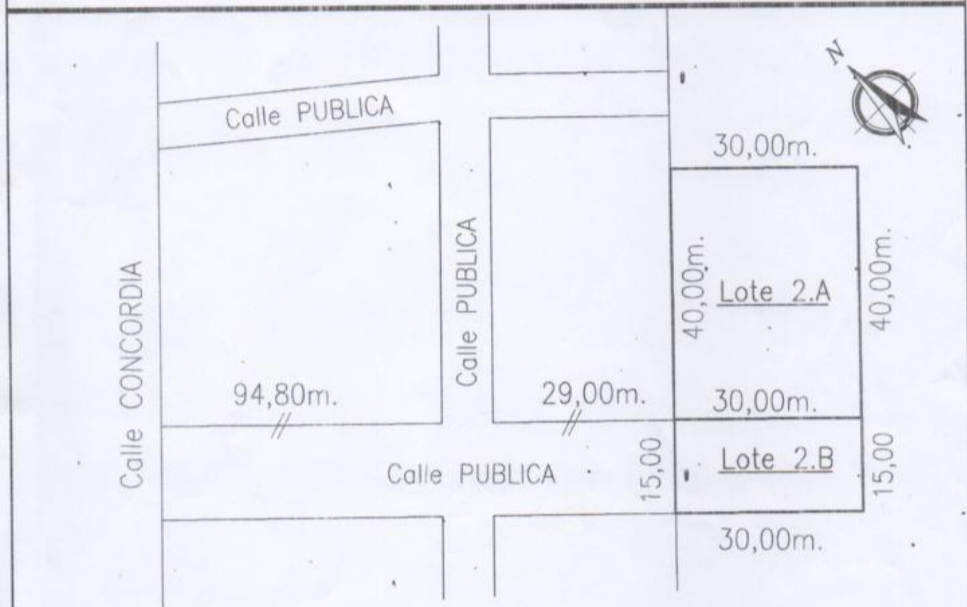 N
Calle PUBLICA
30,00m.
Calle CONCORDIA
Calle PUBLICA
40,00m.
Lote 2.A
40,00m.
94,80m.
29,00m.
30,00m.
Calle PUBLICA
15,00
Lote 2.B
15,00
30,00m.